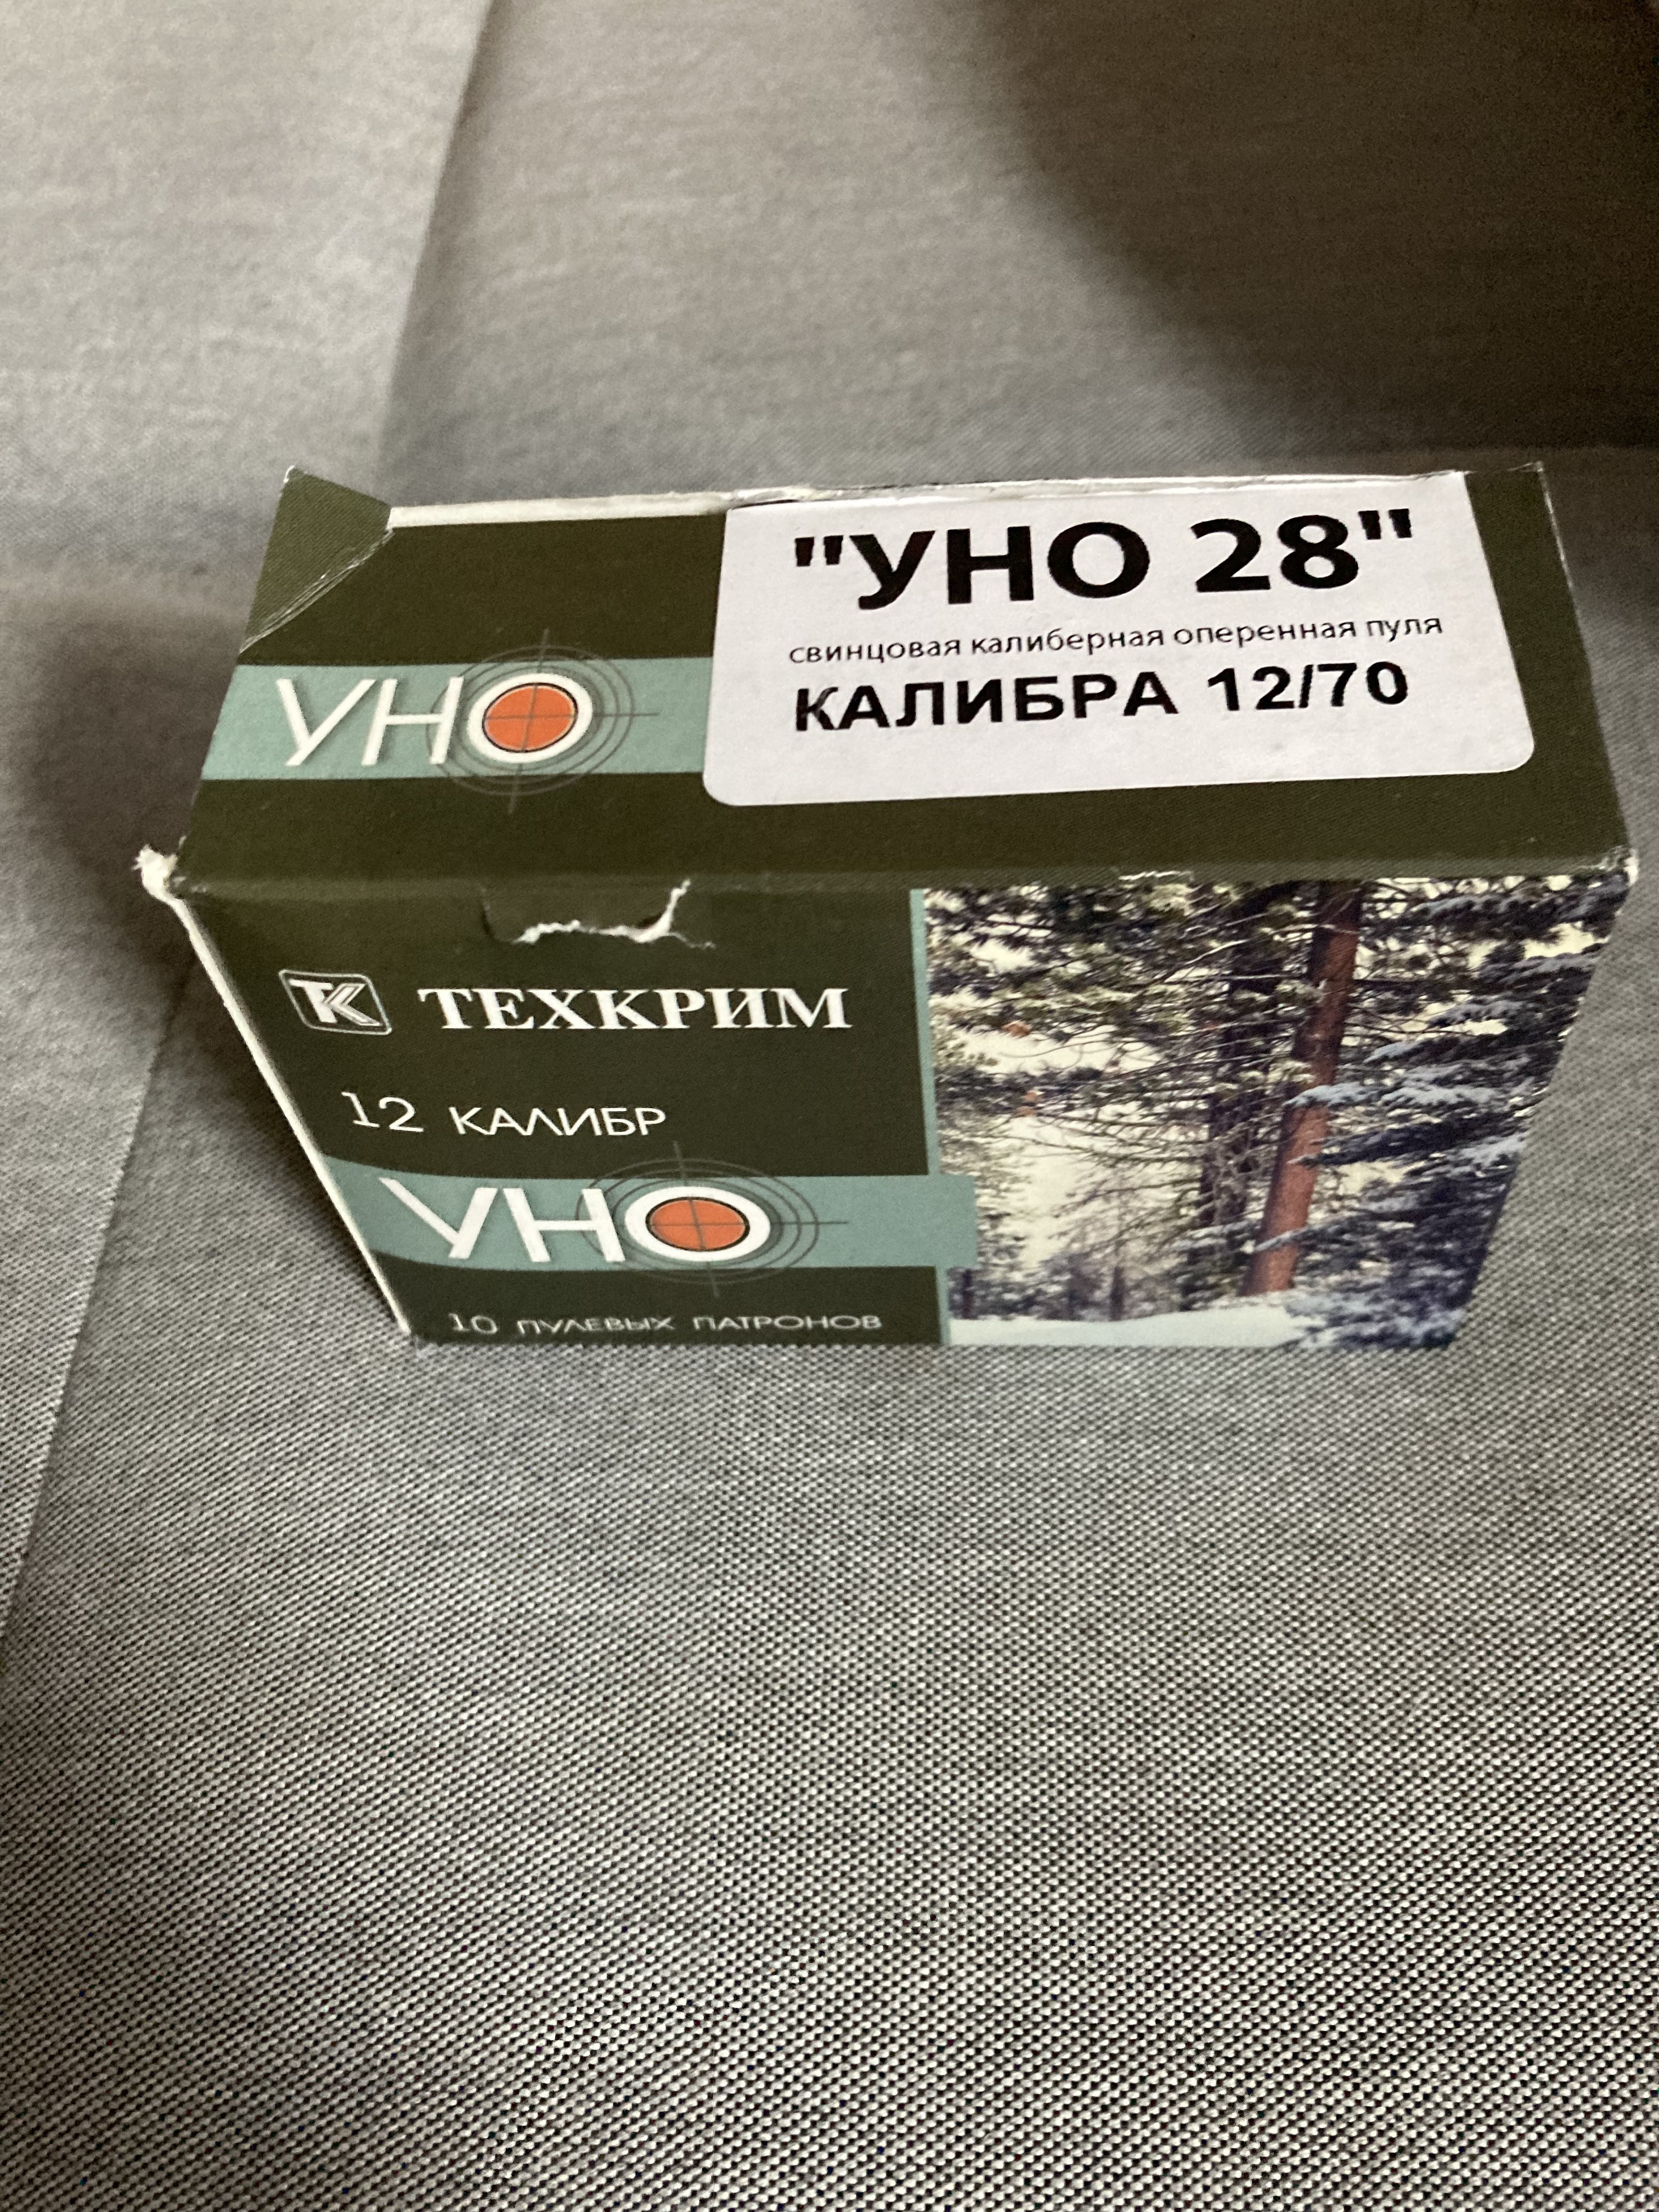 "УНО 28"
свинцовая калиберная оперенная пуля
КАЛИБРА 12/70
УНО
ТК ТЕХКРИМ
12 КАЛИБР
УНО
10 ПУЛЕВЫХ ПАТРОНОВ